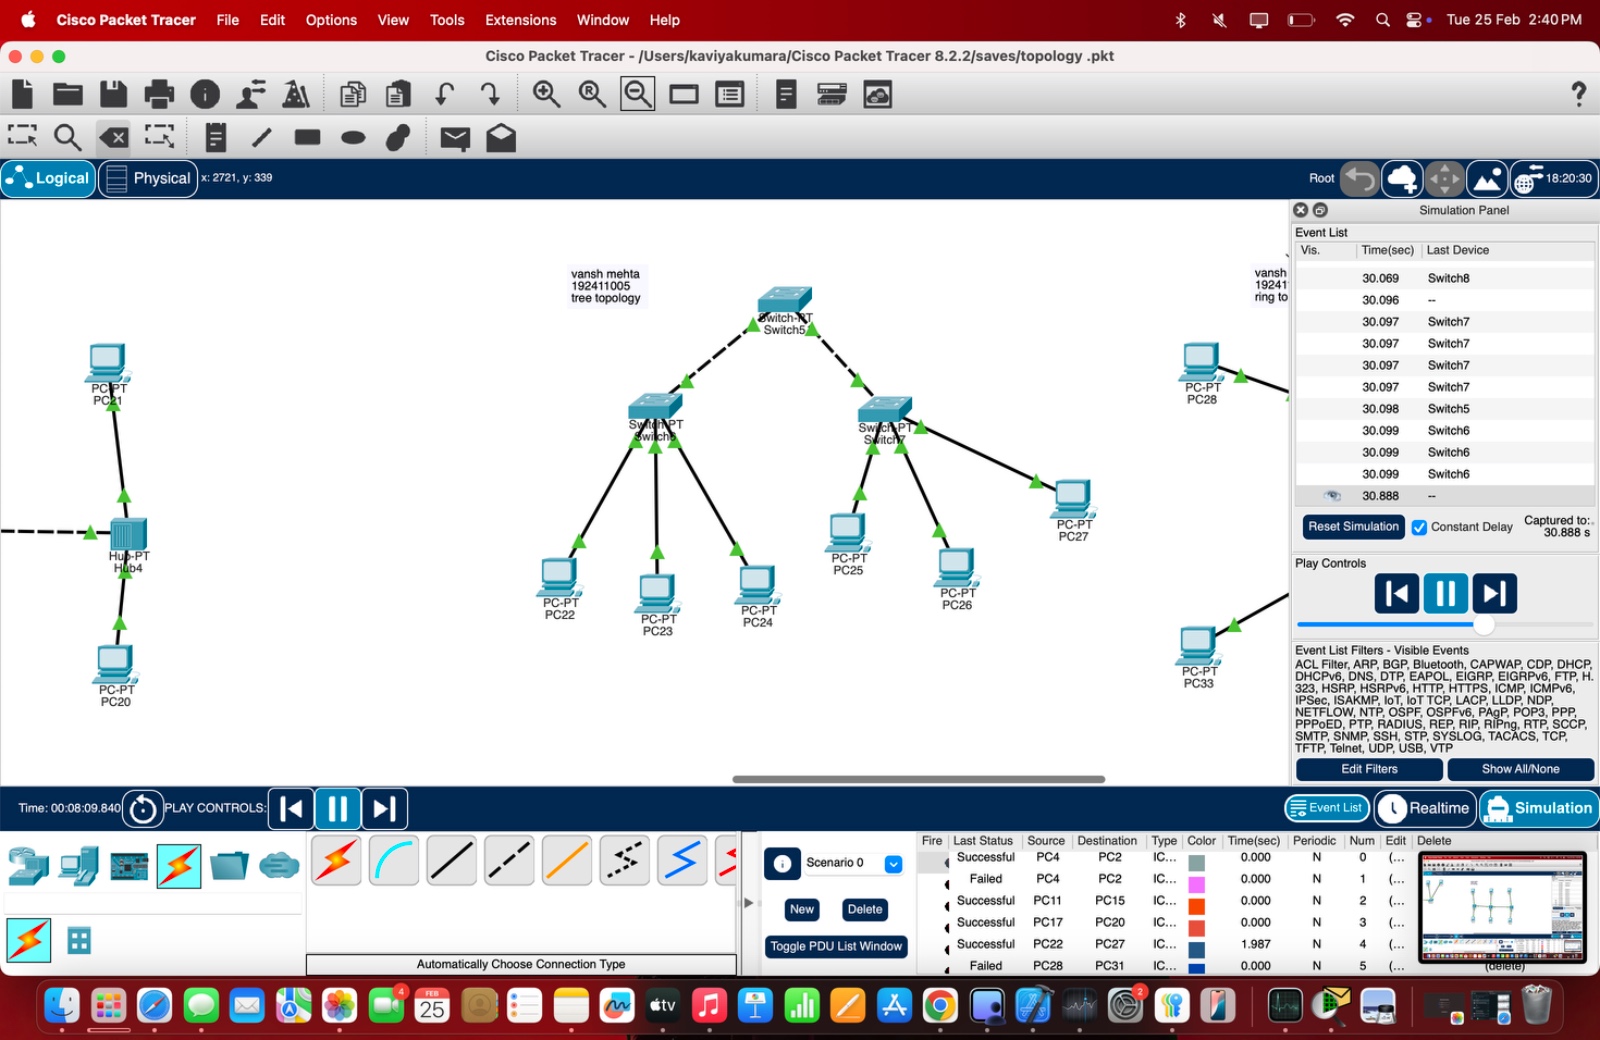 Cisco Packet Tracer File Edit Options View Tools Extensions Window Help Tue 25 Feb 2:40 PM
Cisco Packet Tracer - /Users/kaviyakumara/Cisco Packet Tracer 8.2.2/saves/topology .pkt
Logical Physical x: 2721, y: 339 Root 18:20:30
vansh mehta
192411005
tree topology
Switch-PT
Switch5
PC-PT
PC21
Hub-PT
Hub4
PC-PT
PC20
Switch-PT
Switch6
Switch-PT
Switch7
PC-PT
PC22
PC-PT
PC23
PC-PT
PC24
PC-PT
PC25
PC-PT
PC26
PC-PT
PC27
vansh
19241
ring to
PC-PT
PC28
PC-PT
PC33
Simulation Panel
Event List
Vis. Time(sec) Last Device
30.069 Switch8
30.096 --
30.097 Switch7
30.097 Switch7
30.097 Switch7
30.097 Switch7
30.098 Switch5
30.099 Switch6
30.099 Switch6
30.099 Switch6
30.888 --
Reset Simulation Constant Delay Captured to:
30.888 s
Play Controls
Event List Filters - Visible Events
ACL Filter, ARP, BGP, Bluetooth, CAPWAP, CDP, DHCP,
DHCPv6, DNS, DTP, EAPOL, EIGRP, EIGRPv6, FTP, H.
323, HSRP, HSRPv6, HTTP, HTTPS, ICMP, ICMPv6,
IPSec, ISAKMP, IoT, IoT TCP, LACP, LLDP, NDP,
NETFLOW, NTP, OSPF, OSPFv6, PAgP, POP3, PPP,
PPPoED, PTP, RADIUS, REP, RIP, RIPng, RTP, SCCP,
SMTP, SNMP, SSH, STP, SYSLOG, TACACS, TCP,
TFTP, Telnet, UDP, USB, VTP
Edit Filters Show All/None
Time: 00:08:09.840 PLAY CONTROLS: Event List Realtime Simulation
Scenario 0
New Delete
Toggle PDU List Window
Automatically Choose Connection Type
Fire Last Status Source Destination Type Color Time(sec) Periodic Num Edit Delete
Successful PC4 PC2 IC... 0.000 N 0 (...
Failed PC4 PC2 IC... 0.000 N 1 (...
Successful PC11 PC15 IC... 0.000 N 2 (...
Successful PC17 PC20 IC... 0.000 N 3 (...
Successful PC22 PC27 IC... 1.987 N 4 (...
Failed PC28 PC31 IC... 0.000 N 5 (... (delete)
4 FEB
25 tv 2